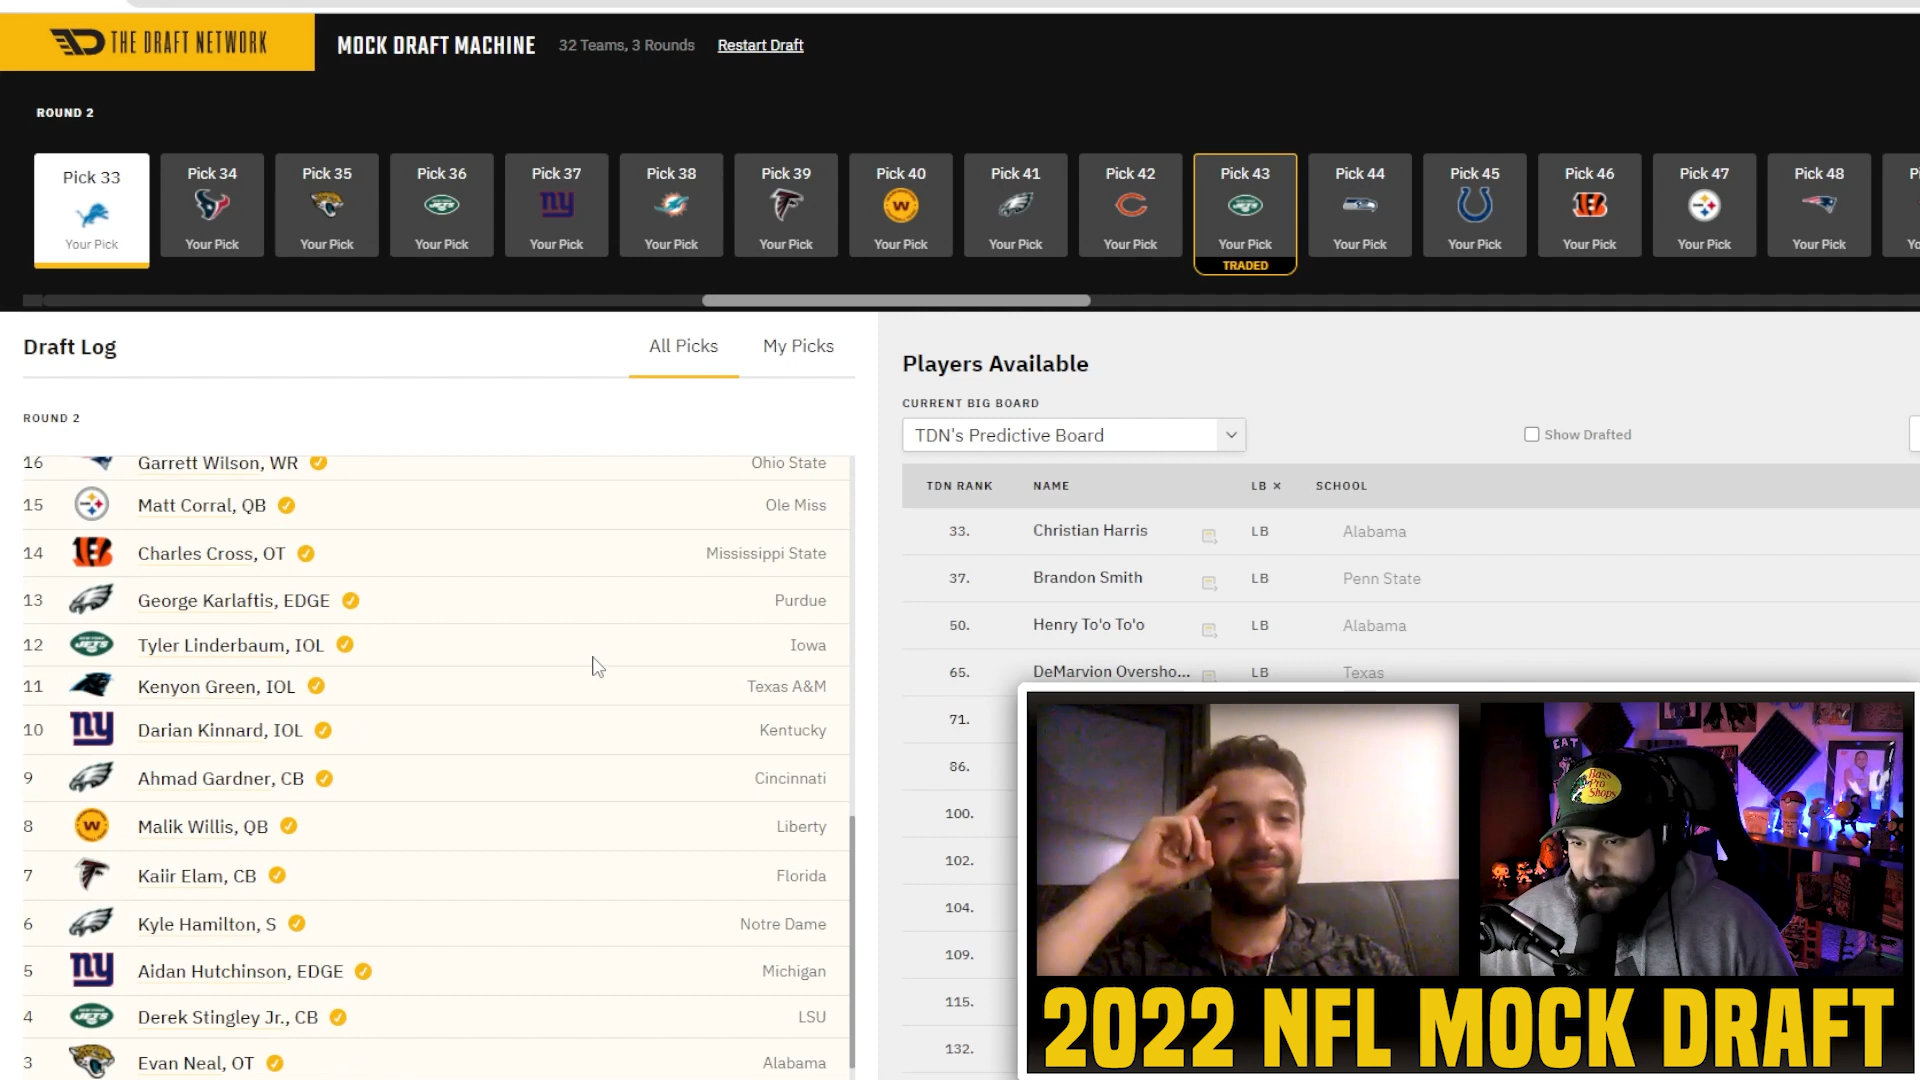 THE DRAFT NETWORK
MOCK DRAFT MACHINE 32 Teams, 3 Rounds Restart Draft
ROUND 2
Pick 33 Pick 34 Pick 35 Pick 36 Pick 37 Pick 38 Pick 39 Pick 40 Pick 41 Pick 42 Pick 43 Pick 44 Pick 45 Pick 46 Pick 47 Pick 48
Your Pick Your Pick Your Pick Your Pick Your Pick Your Pick Your Pick Your Pick Your Pick Your Pick Your Pick Your Pick Your Pick Your Pick Your Pick Your Pick
TRADED
Draft Log All Picks My Picks
ROUND 2
16 Garrett Wilson, WR Ohio State
15 Matt Corral, QB Ole Miss
14 Charles Cross, OT Mississippi State
13 George Karlaftis, EDGE Purdue
12 JETS Tyler Linderbaum, IOL Iowa
11 Kenyon Green, IOL Texas A&M
10 ny Darian Kinnard, IOL Kentucky
9 Ahmad Gardner, CB Cincinnati
8 W Malik Willis, QB Liberty
7 Kaiir Elam, CB Florida
6 Kyle Hamilton, S Notre Dame
5 ny Aidan Hutchinson, EDGE Michigan
4 JETS Derek Stingley Jr., CB LSU
3 Evan Neal, OT Alabama
Players Available
CURRENT BIG BOARD
TDN's Predictive Board Show Drafted
TDN RANK NAME LB × SCHOOL
33. Christian Harris LB Alabama
37. Brandon Smith LB Penn State
50. Henry To'o To'o LB Alabama
65. DeMarvion Oversho... LB Texas
71.
86.
100.
102.
104.
109.
115.
132.
EAT
Bass Pro Shops
2022 NFL MOCK DRAFT